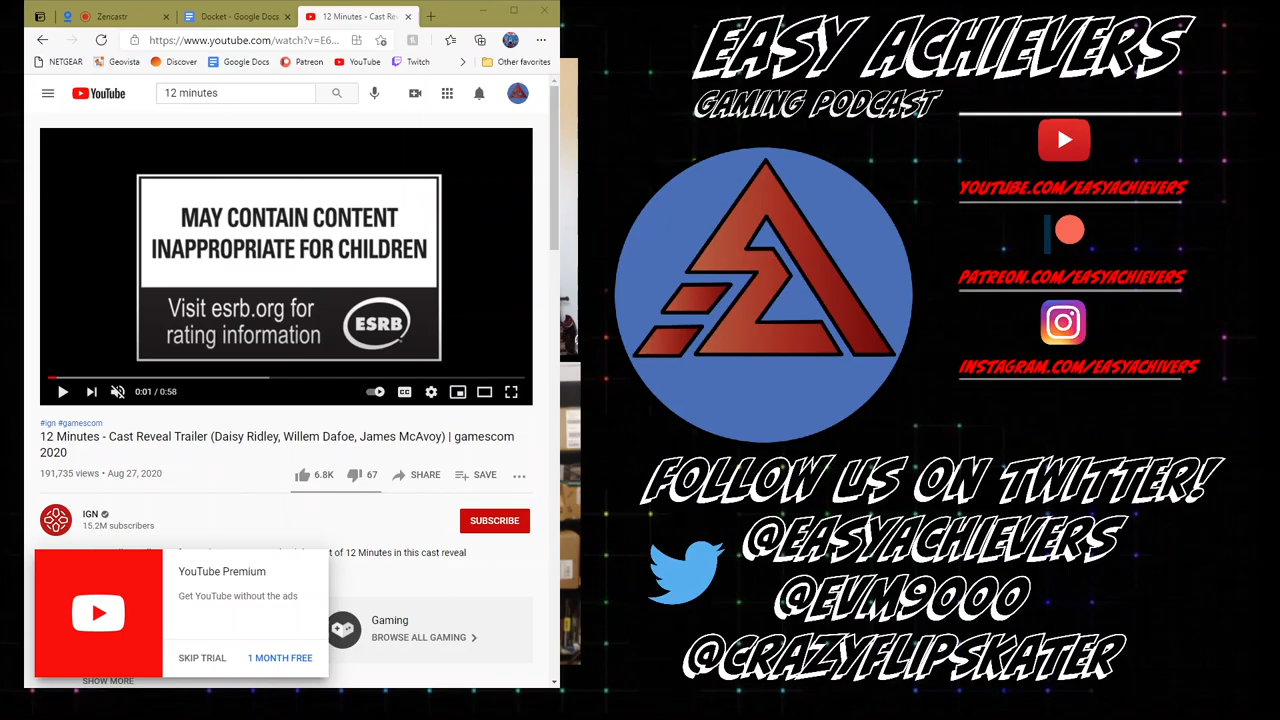 Zencastr
Docket - Google Docs
12 Minutes - Cast Re
https://www.youtube.com/watch?v=E6...
NETGEAR
Geovista
Discover
Google Docs
Patreon
YouTube
Twitch
Other favorites
YouTube
12 minutes
MAY CONTAIN CONTENT
INAPPROPRIATE FOR CHILDREN
Visit esrb.org for
rating information
ESRB
0:01 / 0:58
CC
#ign #gamescom
12 Minutes - Cast Reveal Trailer (Daisy Ridley, Willem Dafoe, James McAvoy) | gamescom
2020
191,735 views • Aug 27, 2020
6.8K
67
SHARE
SAVE
IGN
15.2M subscribers
SUBSCRIBE
t of 12 Minutes in this cast reveal
YouTube Premium
Get YouTube without the ads
SKIP TRIAL
1 MONTH FREE
Gaming
BROWSE ALL GAMING
SHOW MORE
EASY ACHIEVERS
GAMING PODCAST
YOUTUBE.COM/EASYACHIEVERS
PATREON.COM/EASYACHIEVERS
INSTAGRAM.COM/EASYACHIVERS
FOLLOW US ON TWITTER!
@EASYACHIEVERS
@EVM9000
@CRAZYFLIPSKATER